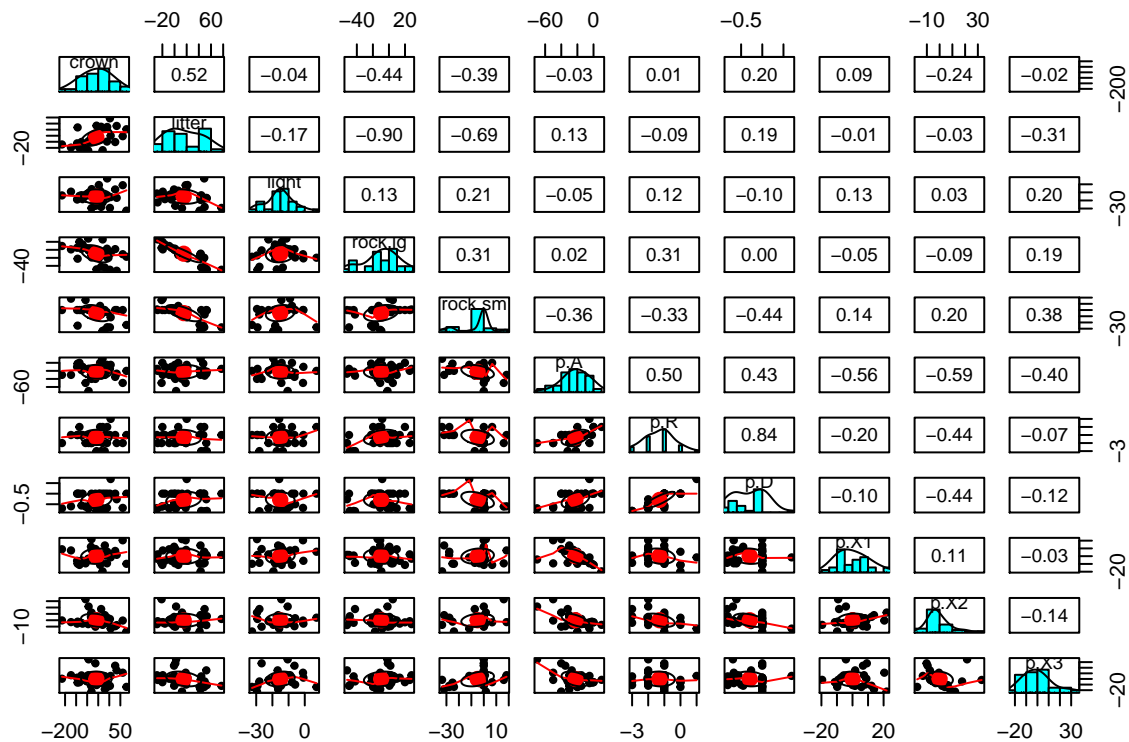 −20 60 −40 20 −60 0 −0.5 −10
crown 0.52 −0.04 −0.44 −0.39 −0.03 0.01 0.20 0.09 −0.24 −0.02 −200
−20 litter −0.17 −0.90 −0.69 0.13 −0.09 0.19 −0.01 −0.03 −0.31
light 0.13 0.21 −0.05 0.12 −0.10 0.13 0.03 0.20 −30
−40 rock.ig 0.31 0.02 0.31 0.00 −0.05 −0.09 0.19
rock.sm −0.36 −0.33 −0.44 0.14 0.20 0.38 −30
−60 p.A 0.50 0.43 −0.56 −0.59 −0.40
p.R 0.84 −0.20 −0.44 −0.07 −3
−0.5 p.D −0.10 −0.44 −0.12
p.X1 0.11 −0.03 −20
−10 p.X2 −0.14
p.X3 −20
−200 50 −30 0 −30 10 −3 0 −20 20 −20 30